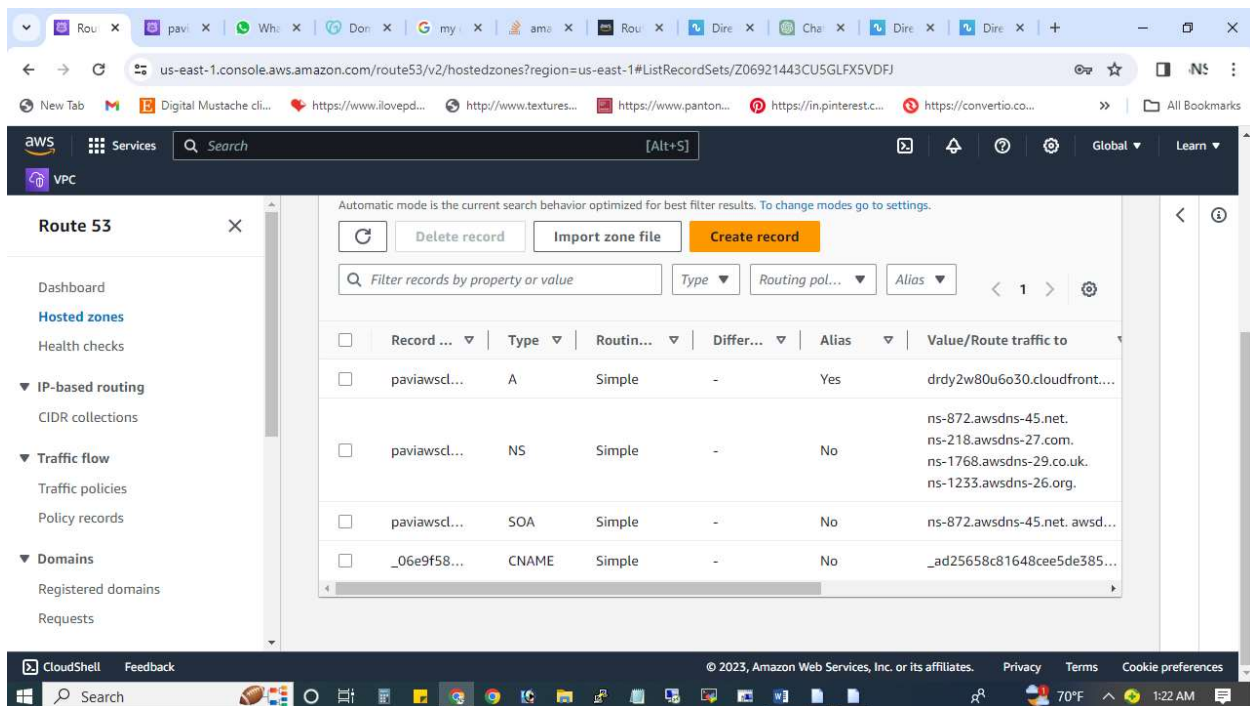 Rou
pavi
Wha
Don
my
ama
Rou
Dire
Cha
Dire
Dire
us-east-1.console.aws.amazon.com/route53/v2/hostedzones?region=us-east-1#ListRecordSets/Z06921443CU5GLFX5VDFJ
New Tab
Digital Mustache cli...
https://www.ilovepd...
http://www.textures...
https://www.panton...
https://in.pinterest.c...
https://convertio.co...
»
All Bookmarks
aws
Services
Search
[Alt+S]
Global
Learn
VPC
Route 53
Dashboard
Hosted zones
Health checks
IP-based routing
CIDR collections
Traffic flow
Traffic policies
Policy records
Domains
Registered domains
Requests
Automatic mode is the current search behavior optimized for best filter results. To change modes go to settings.
Delete record
Import zone file
Create record
Filter records by property or value
Type
Routing pol...
Alias
1
Record ... Type Routin... Differ... Alias Value/Route traffic to
paviawscl... A Simple - Yes drdy2w80u6o30.cloudfront....
paviawscl... NS Simple - No ns-872.awsdns-45.net.
ns-218.awsdns-27.com.
ns-1768.awsdns-29.co.uk.
ns-1233.awsdns-26.org.
paviawscl... SOA Simple - No ns-872.awsdns-45.net. awsd...
_06e9f58... CNAME Simple - No _ad25658c81648cee5de385...
CloudShell
Feedback
© 2023, Amazon Web Services, Inc. or its affiliates.
Privacy
Terms
Cookie preferences
Search
70°F
1:22 AM